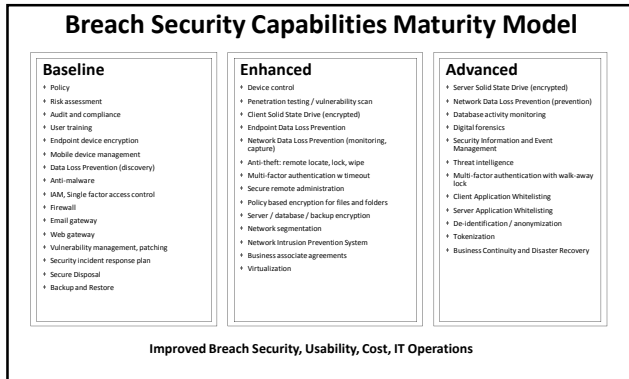 Breach Security Capabilities Maturity Model
Baseline
Policy
Risk assessment
Audit and compliance
User training
Endpoint device encryption
Mobile device management
Data Loss Prevention (discovery)
Anti-malware
IAM, Single factor access control
Firewall
Email gateway
Web gateway
Vulnerability management, patching
Security incident response plan
Secure Disposal
Backup and Restore
Enhanced
Device control
Penetration testing / vulnerability scan
Client Solid State Drive (encrypted)
Endpoint Data Loss Prevention
Network Data Loss Prevention (monitoring,
capture)
Anti-theft: remote locate, lock, wipe
Multi-factor authentication w timeout
Secure remote administration
Policy based encryption for files and folders
Server / database / backup encryption
Network segmentation
Network Intrusion Prevention System
Business associate agreements
Virtualization
Advanced
Server Solid State Drive (encrypted)
Network Data Loss Prevention (prevention)
Database activity monitoring
Digital forensics
Security Information and Event
Management
Threat intelligence
Multi-factor authentication with walk-away
lock
Client Application Whitelisting
Server Application Whitelisting
De-identification / anonymization
Tokenization
Business Continuity and Disaster Recovery
Improved Breach Security, Usability, Cost, IT Operations